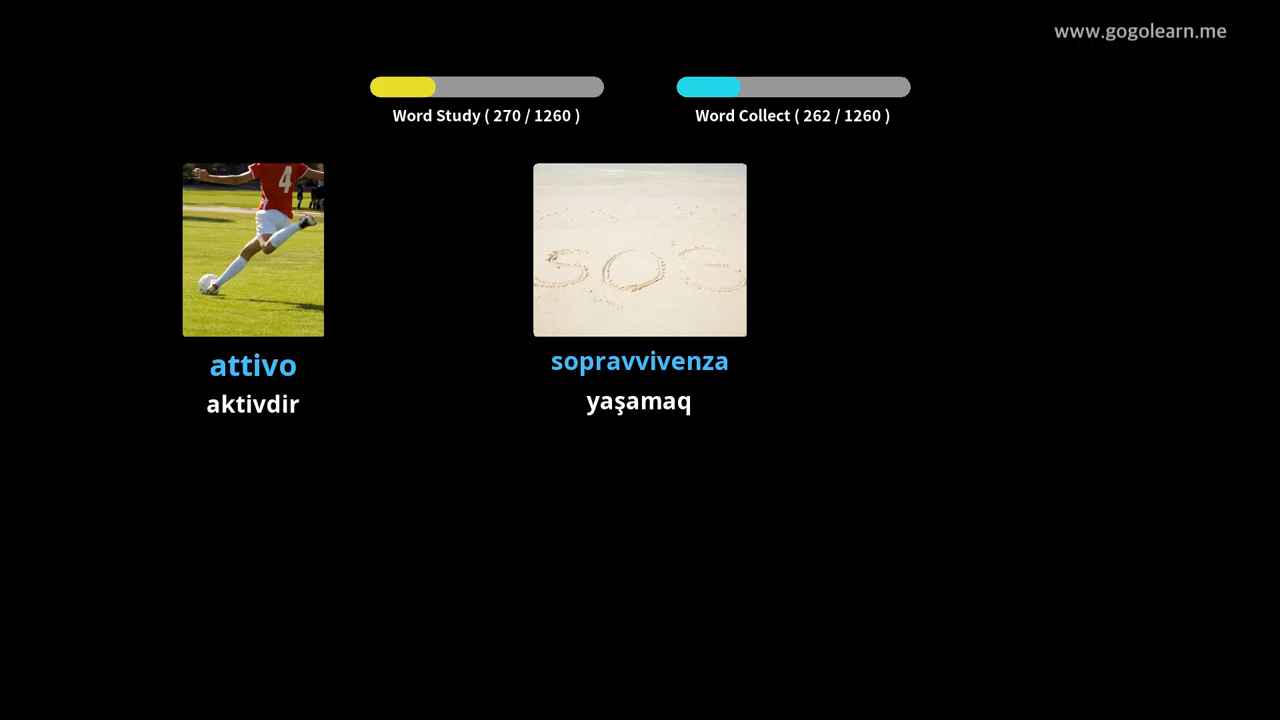 www.gogolearn.me
Word Study ( 270 / 1260 )
Word Collect ( 262 / 1260 )
4
SOS
attivo
aktivdir
sopravvivenza
yaşamaq